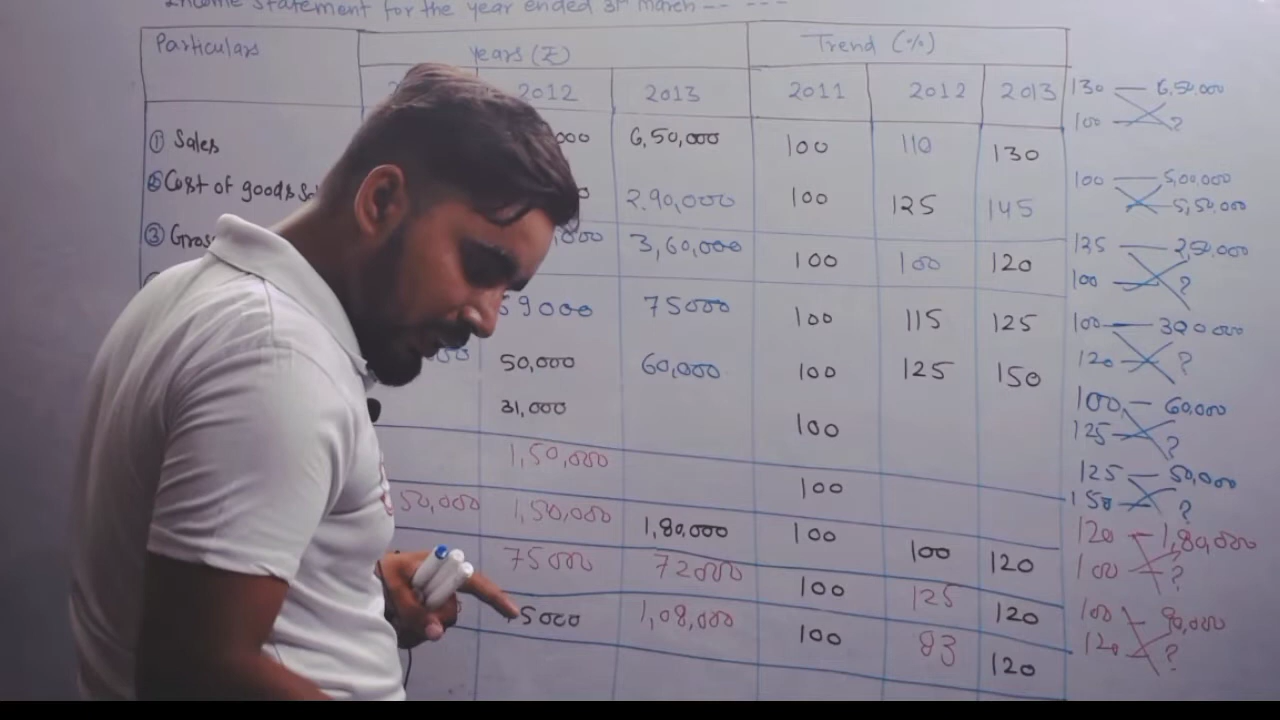 Income statement for the year ended 31st March -- ---
Particulars years (₹) Trend (%)
2012 2013 2011 2012 2013
① Sales 000 6,50,000 100 110 130
② Cost of goods 2,90,000 100 125 145
③ 000 3,60,000 100 100 120
69000 75000 100 115 125
50,000 60,000 100 125 150
31,000 100
1,50,000 100
50,000 1,50,000 1,80,000 100 100 120
75000 72000 100 125 120
5000 1,08,000 100 83 120
130 6,50,000
100 ?
100 5,00,000
5,50,000
125 2,50,000
100 ?
100 300000
120 ?
100 60,000
125 ?
125 50,000
150 ?
120 1,80,000
100 ?
100 90,000
120 ?